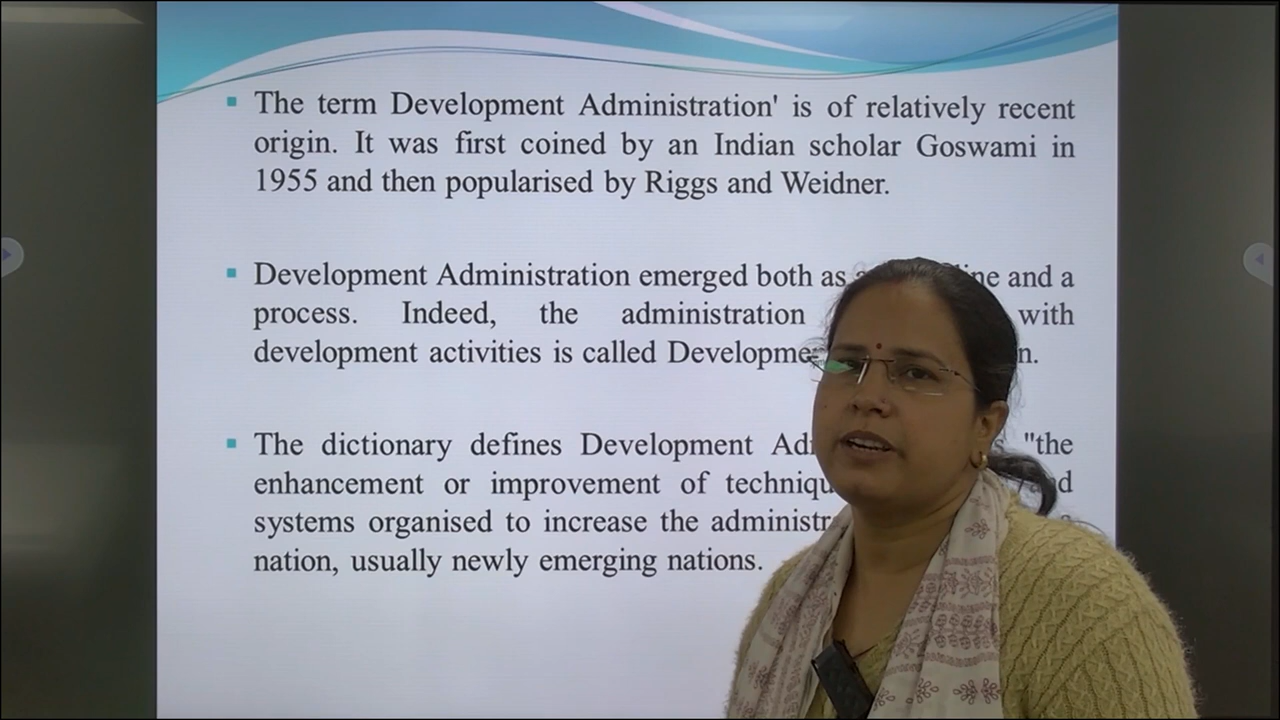 ▪ The term Development Administration' is of relatively recent
origin. It was first coined by an Indian scholar Goswami in
1955 and then popularised by Riggs and Weidner.
▪ Development Administration emerged both as and a
process. Indeed, the administration with
development activities is called
▪ The dictionary defines Development "the
enhancement or improvement of
systems organised to increase the
nation, usually newly emerging nations.